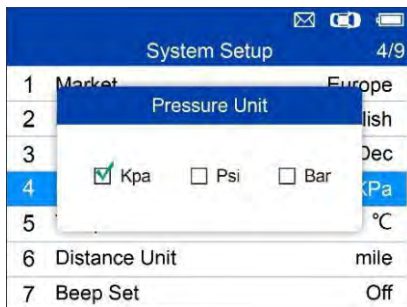 System Setup 4/9
1 Market Europe
Pressure Unit
2 lish
3 Dec
Kpa Psi Bar
4 KPa
5 °C
6 Distance Unit mile
7 Beep Set Off